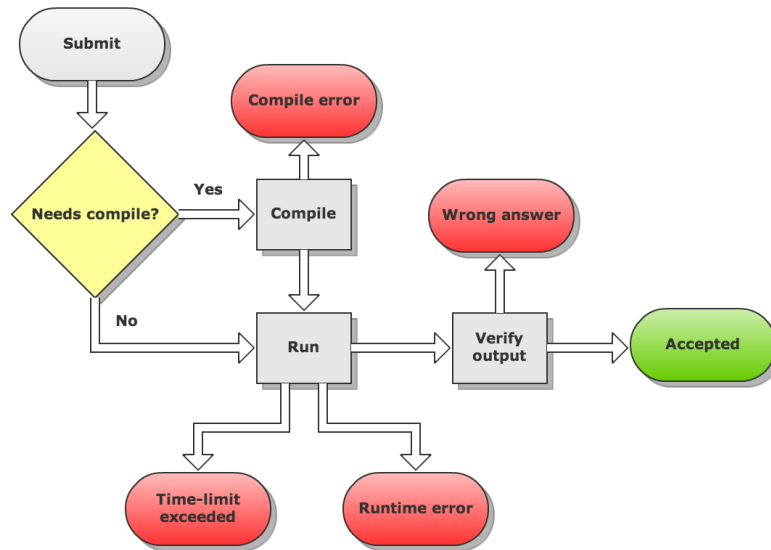 Submit
Compile error
Yes
Needs compile?
Compile
Wrong answer
No
Run
Verify
output
Accepted
Time-limit
exceeded
Runtime error